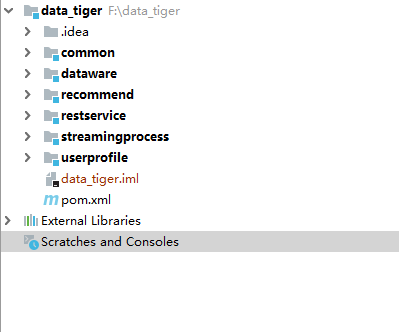 data_tiger F:\data_tiger
.idea
common
dataware
recommend
restservice
streamingprocess
userprofile
data_tiger.iml
m pom.xml
External Libraries
Scratches and Consoles